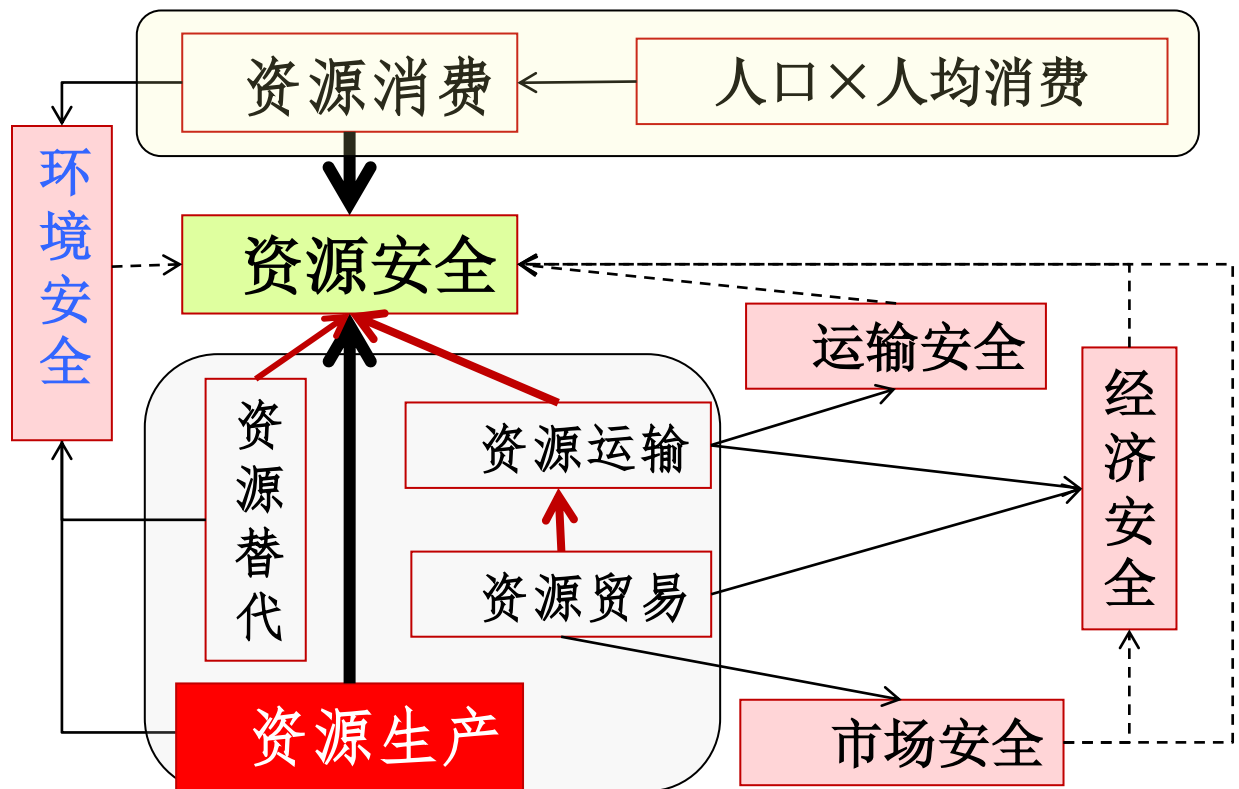 资源消费
人口×人均消费
环境安全
资源安全
运输安全
经济安全
资源替代
资源运输
资源贸易
资源生产
市场安全